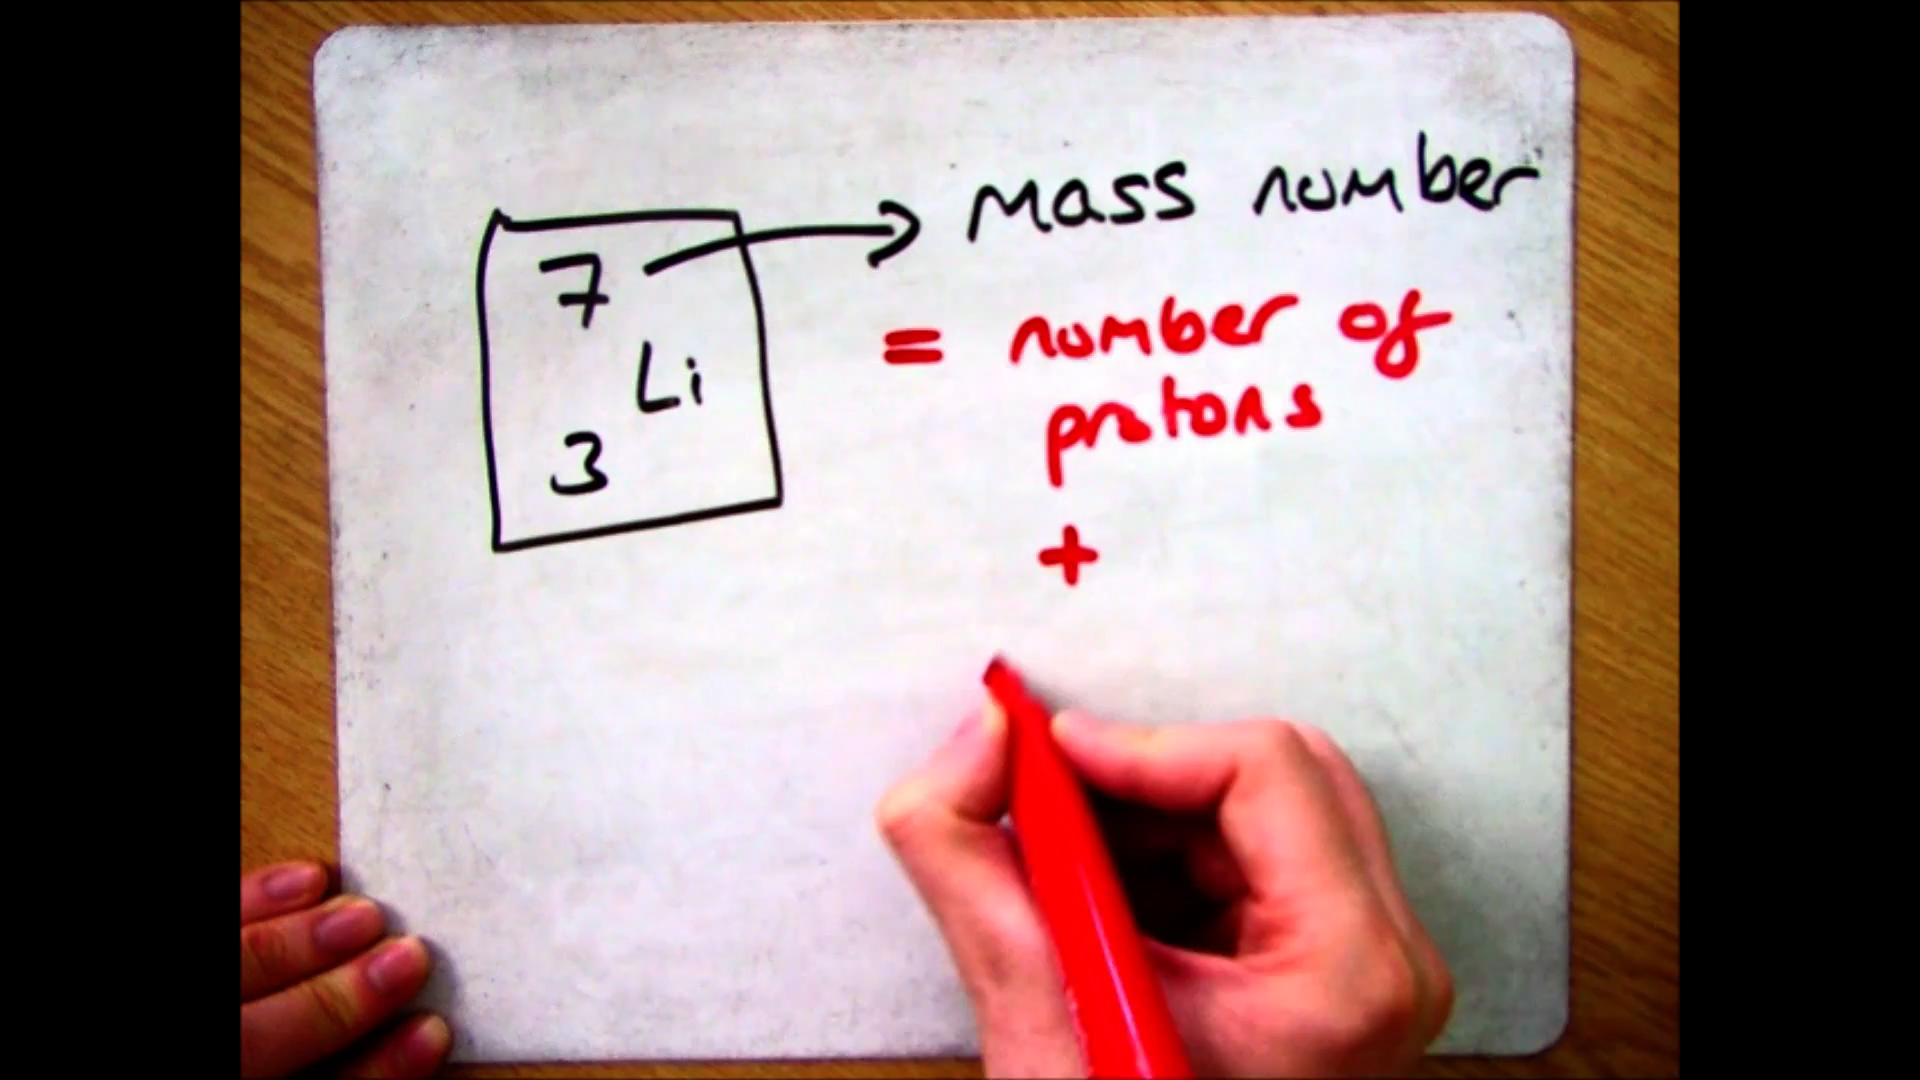 7
Li
3
mass number
= number of
protons
+